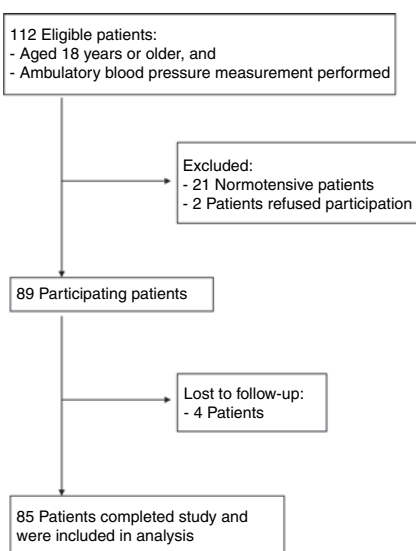 112 Eligible patients:
- Aged 18 years or older, and
- Ambulatory blood pressure measurement performed
Excluded:
- 21 Normotensive patients
- 2 Patients refused participation
89 Participating patients
Lost to follow-up:
- 4 Patients
85 Patients completed study and
were included in analysis